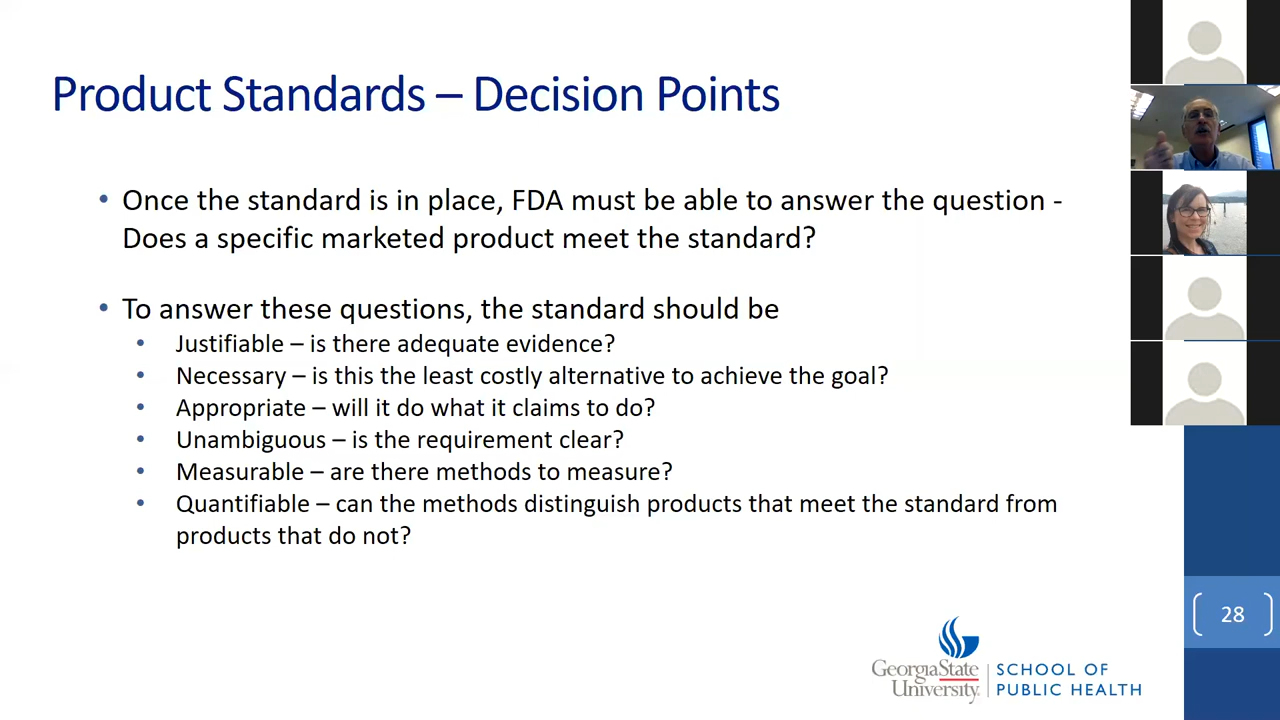 Product Standards – Decision Points
• Once the standard is in place, FDA must be able to answer the question -
Does a specific marketed product meet the standard?
• To answer these questions, the standard should be
• Justifiable – is there adequate evidence?
• Necessary – is this the least costly alternative to achieve the goal?
• Appropriate – will it do what it claims to do?
• Unambiguous – is the requirement clear?
• Measurable – are there methods to measure?
• Quantifiable – can the methods distinguish products that meet the standard from
products that do not?
28
GeorgiaState
University
SCHOOL OF
PUBLIC HEALTH